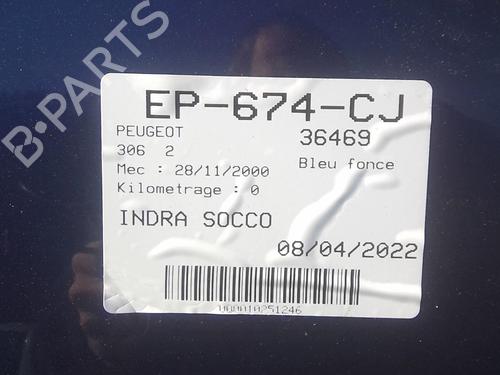 B-PARTS
EP-674-CJ
PEUGEOT 36469
306 2 Bleu fonce
Mec : 28/11/2000
Kilometrage : 0
INDRA SOCCO
08/04/2022
000010251246